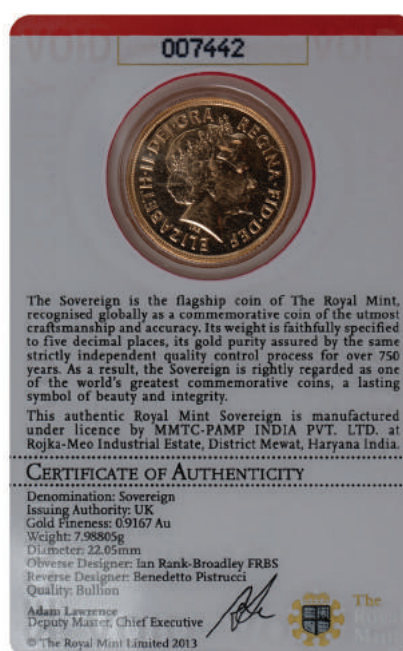 VOID VOID
007442
ELIZABETH·II·DEI·GRA REGINA·FID·DEF
IRB
The Sovereign is the flagship coin of The Royal Mint,
recognised globally as a commemorative coin of the utmost
craftsmanship and accuracy. Its weight is faithfully specified
to five decimal places, its gold purity assured by the same
strictly independent quality control process for over 750
years. As a result, the Sovereign is rightly regarded as one
of the world's greatest commemorative coins, a lasting
symbol of beauty and integrity.
This authentic Royal Mint Sovereign is manufactured
under licence by MMTC-PAMP INDIA PVT. LTD. at
Rojka-Meo Industrial Estate, District Mewat, Haryana India.
CERTIFICATE OF AUTHENTICITY
Denomination: Sovereign
Issuing Authority: UK
Gold Fineness: 0.9167 Au
Weight: 7.98805g
Diameter: 22.05mm
Obverse Designer: Ian Rank-Broadley FRBS
Reverse Designer: Benedetto Pistrucci
Quality: Bullion
Adam Lawrence
Deputy Master, Chief Executive
The
Royal
Mint
© The Royal Mint Limited 2013